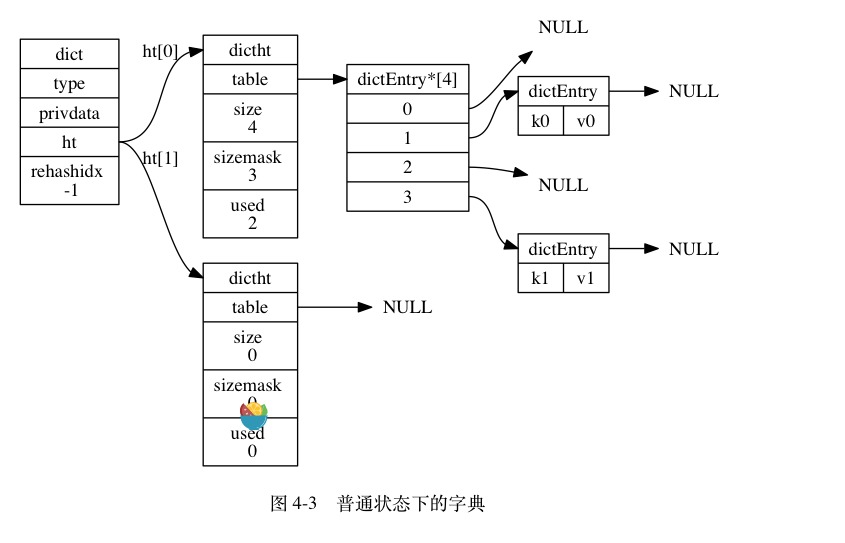 dict
type
privdata
ht
rehashidx
-1
ht[0]
ht[1]
dictht
table
size
4
sizemask
3
used
2
dictEntry*[4]
0
1
2
3
NULL
dictEntry
k0 v0
NULL
NULL
dictEntry
k1 v1
NULL
dictht
table
NULL
size
0
sizemask
0
used
0
图 4-3 普通状态下的字典